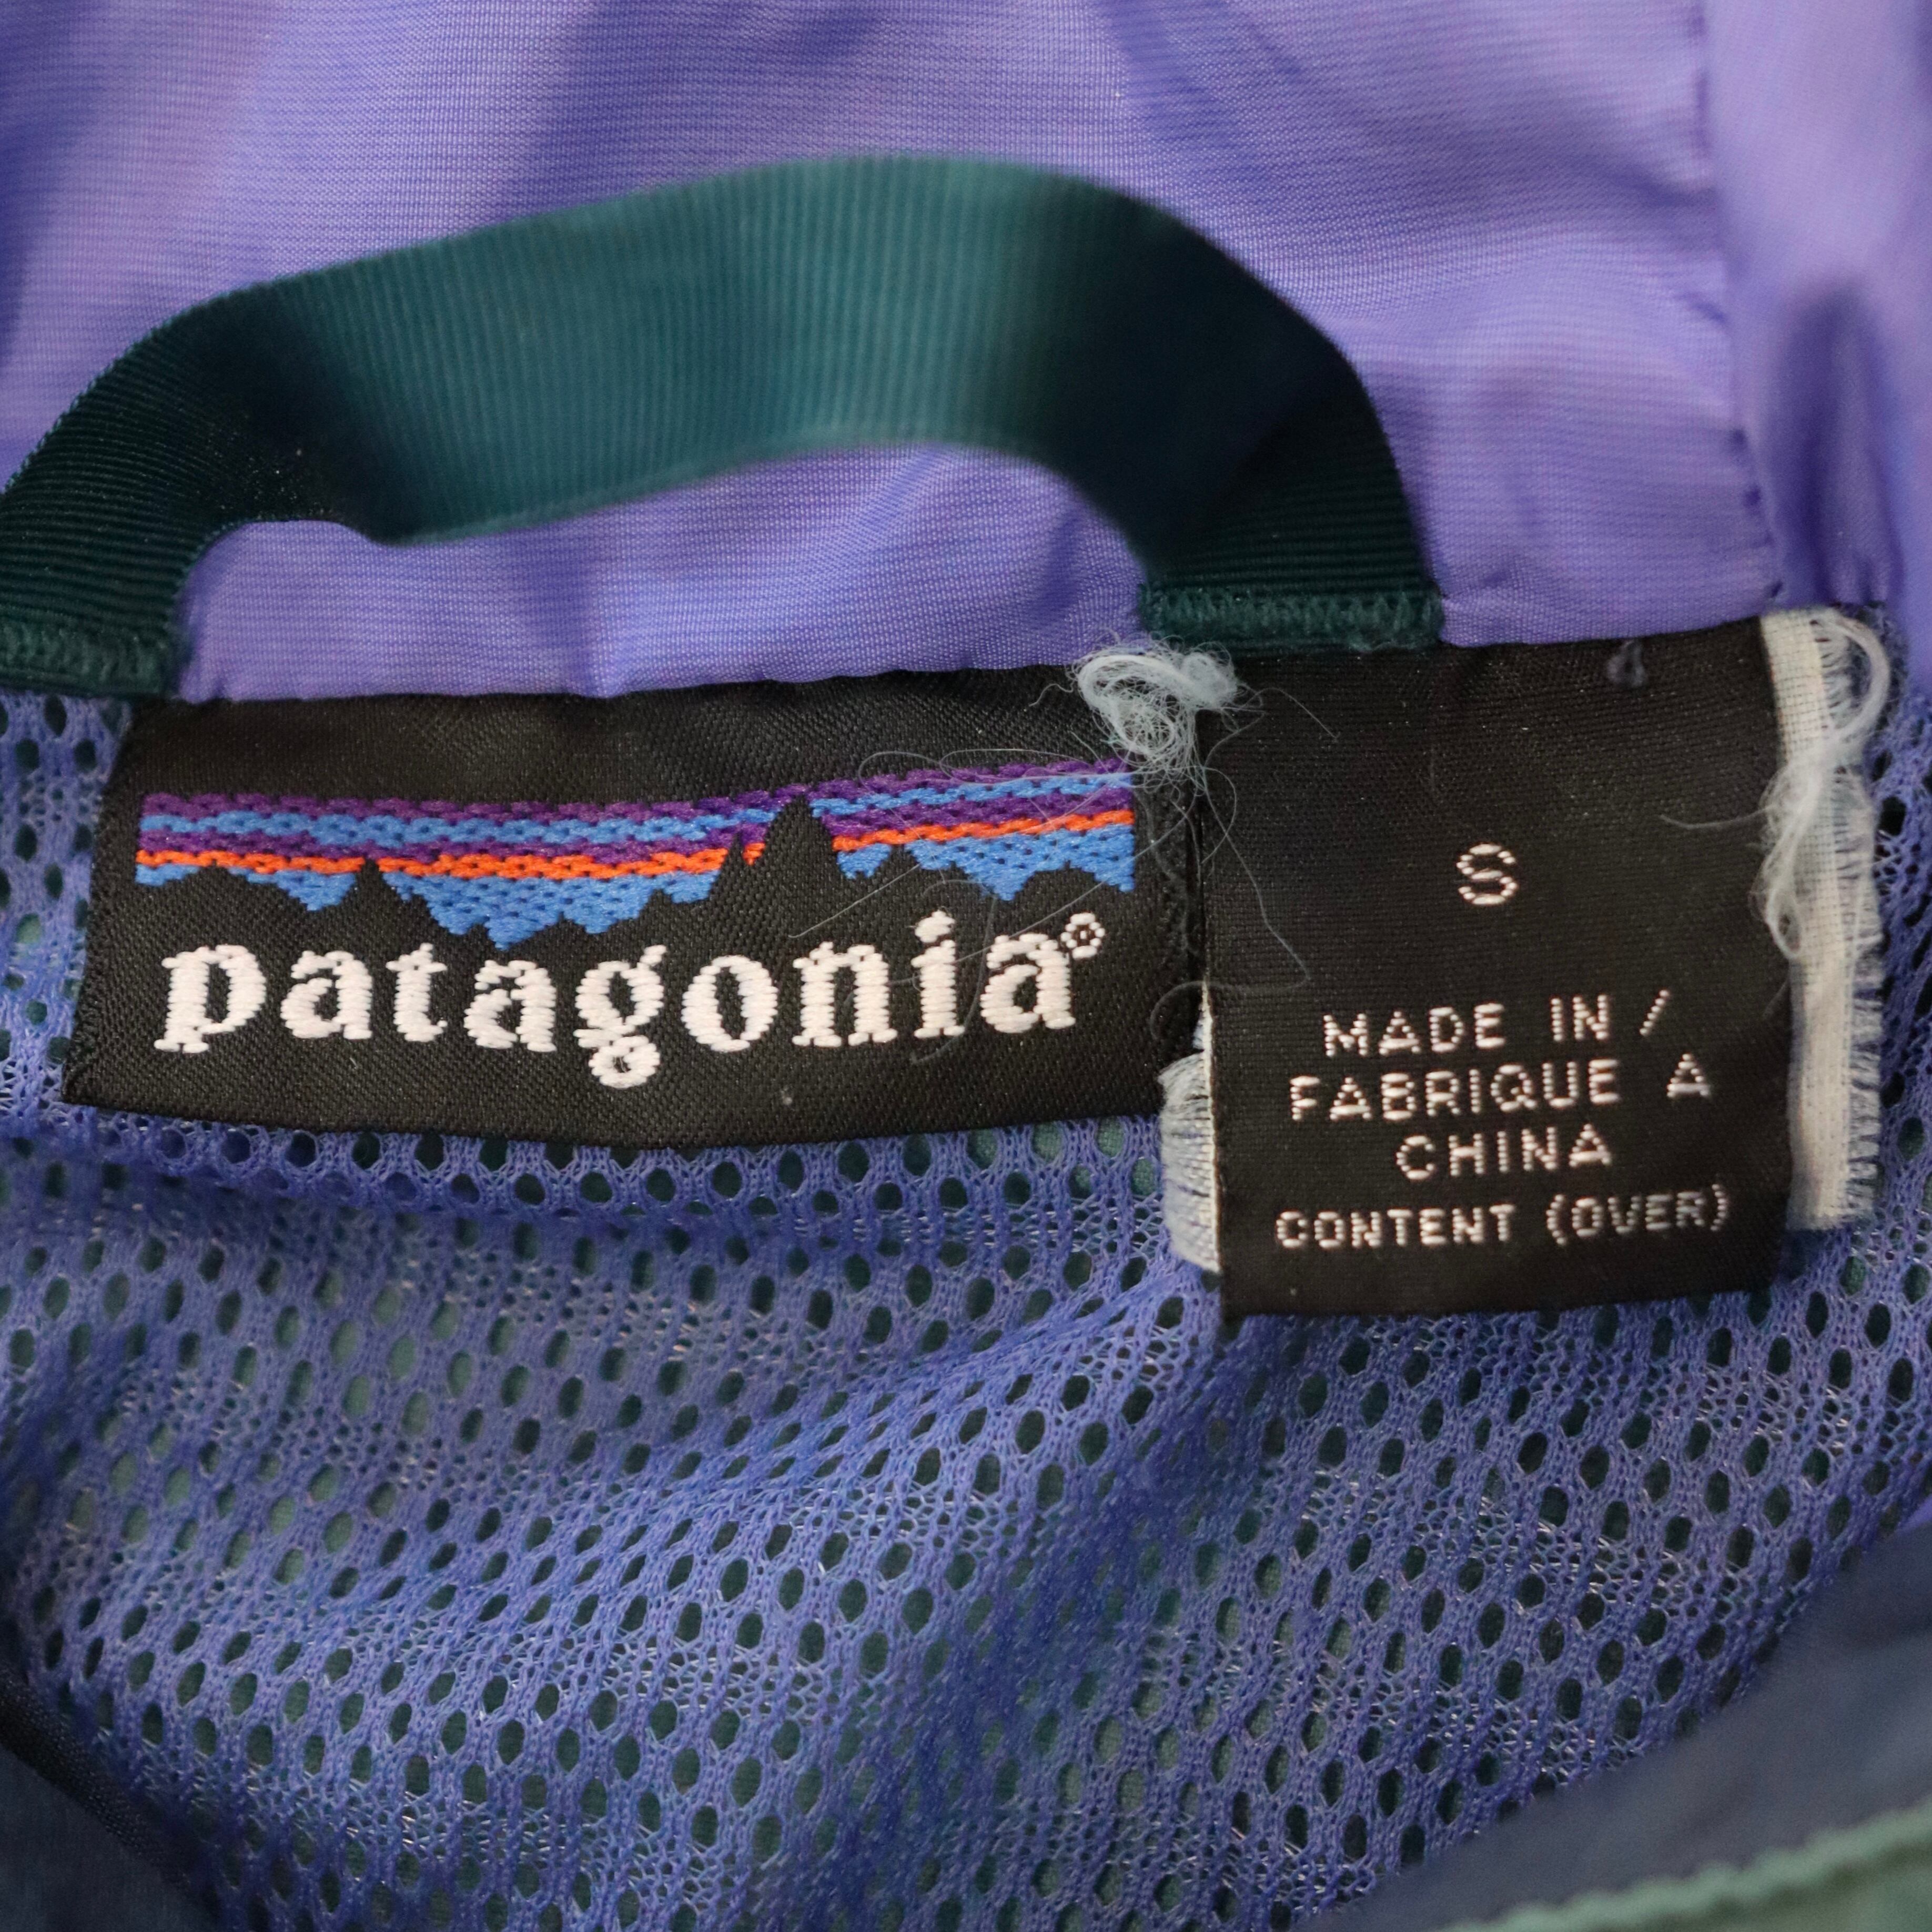 patagonia®
S
MADE IN /
FABRIQUE A
CHINA
CONTENT (OVER)